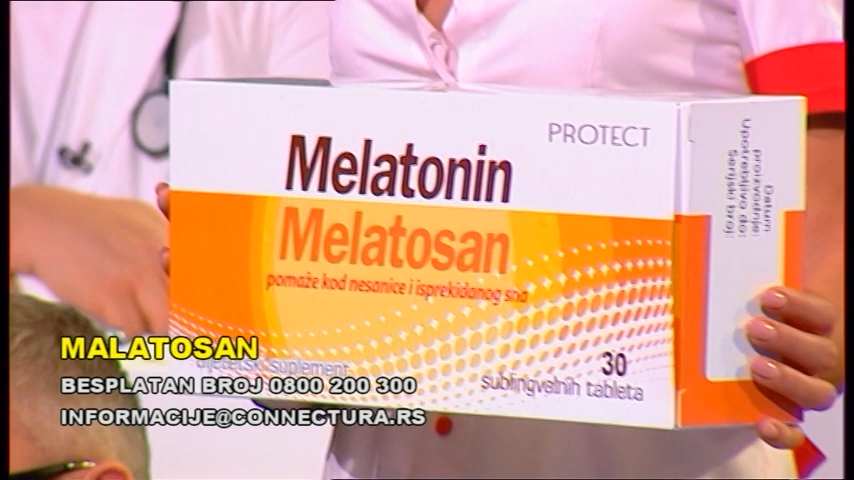 PROTECT
Melatonin
Melatosan
pomaže kod nesanice i isprekidanog sna
dijetetski suplement
30
sublingvalnih tableta
Datum
proizvodnje:
Upotrebljivo do:
Serijski broj:
MALATOSAN
BESPLATAN BROJ 0800 200 300
INFORMACIJE@CONNECTURA.RS